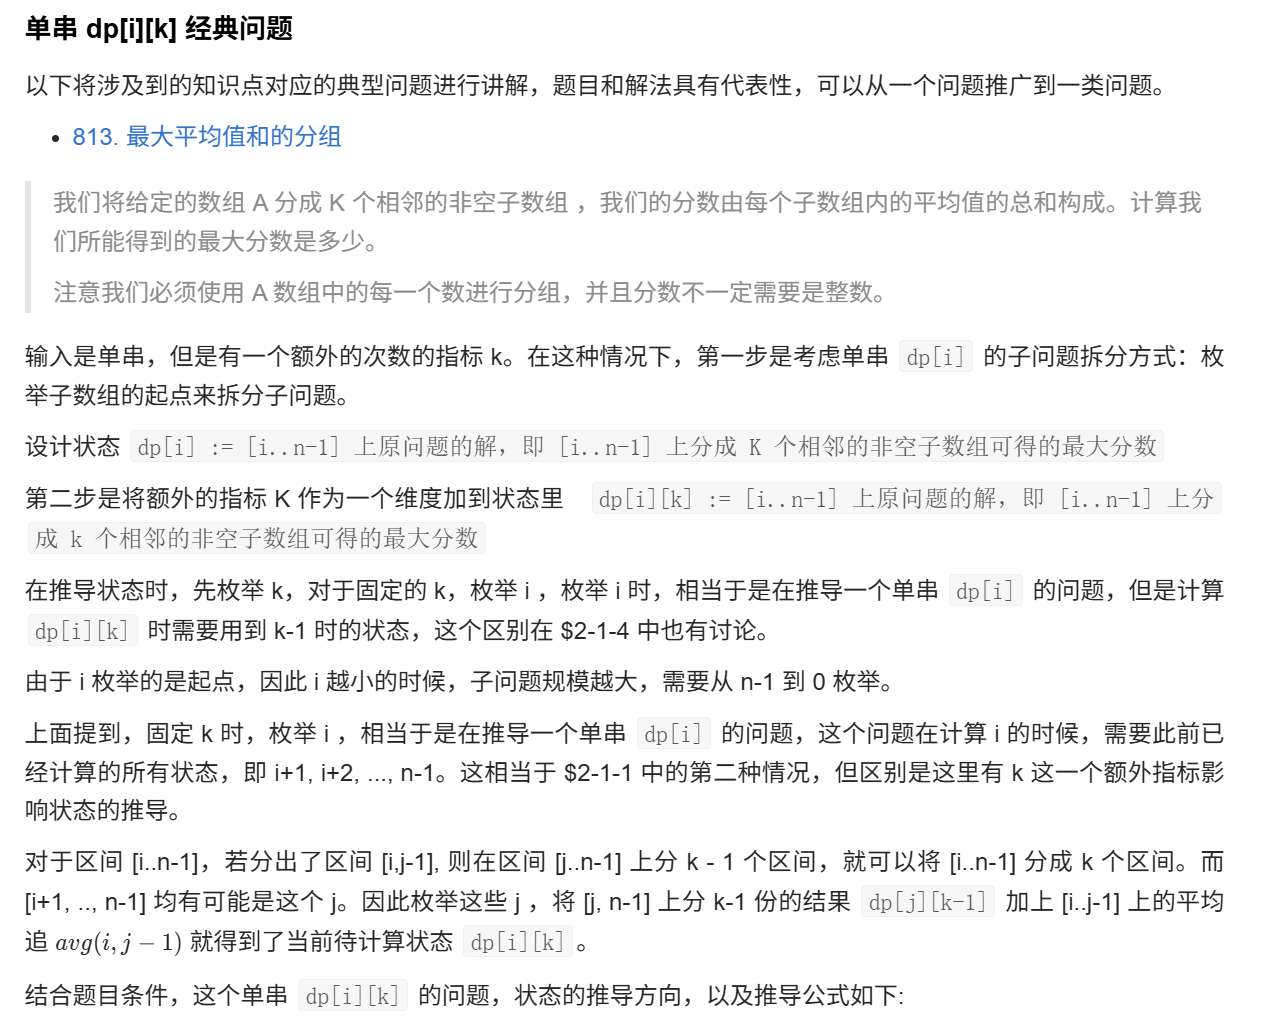 单串 dp[i][k] 经典问题
以下将涉及到的知识点对应的典型问题进行讲解，题目和解法具有代表性，可以从一个问题推广到一类问题。
• 813. 最大平均值和的分组
我们将给定的数组 A 分成 K 个相邻的非空子数组 ，我们的分数由每个子数组内的平均值的总和构成。计算我
们所能得到的最大分数是多少。
注意我们必须使用 A 数组中的每一个数进行分组，并且分数不一定需要是整数。
输入是单串，但是有一个额外的次数的指标 k。在这种情况下，第一步是考虑单串 dp[i] 的子问题拆分方式：枚
举子数组的起点来拆分子问题。
设计状态 dp[i] := [i..n-1] 上原问题的解，即 [i..n-1] 上分成 K 个相邻的非空子数组可得的最大分数
第二步是将额外的指标 K 作为一个维度加到状态里 dp[i][k] := [i..n-1] 上原问题的解，即 [i..n-1] 上分
成 k 个相邻的非空子数组可得的最大分数
在推导状态时，先枚举 k，对于固定的 k，枚举 i ，枚举 i 时，相当于是在推导一个单串 dp[i] 的问题，但是计算
dp[i][k] 时需要用到 k-1 时的状态，这个区别在 $2-1-4 中也有讨论。
由于 i 枚举的是起点，因此 i 越小的时候，子问题规模越大，需要从 n-1 到 0 枚举。
上面提到，固定 k 时，枚举 i ，相当于是在推导一个单串 dp[i] 的问题，这个问题在计算 i 的时候，需要此前已
经计算的所有状态，即 i+1, i+2, ..., n-1。这相当于 $2-1-1 中的第二种情况，但区别是这里有 k 这一个额外指标影
响状态的推导。
对于区间 [i..n-1]，若分出了区间 [i,j-1], 则在区间 [j..n-1] 上分 k - 1 个区间，就可以将 [i..n-1] 分成 k 个区间。而
[i+1, .., n-1] 均有可能是这个 j。因此枚举这些 j ，将 [j, n-1] 上分 k-1 份的结果 dp[j][k-1] 加上 [i..j-1] 上的平均
追 avg(i, j − 1) 就得到了当前待计算状态 dp[i][k] 。
结合题目条件，这个单串 dp[i][k] 的问题，状态的推导方向，以及推导公式如下: